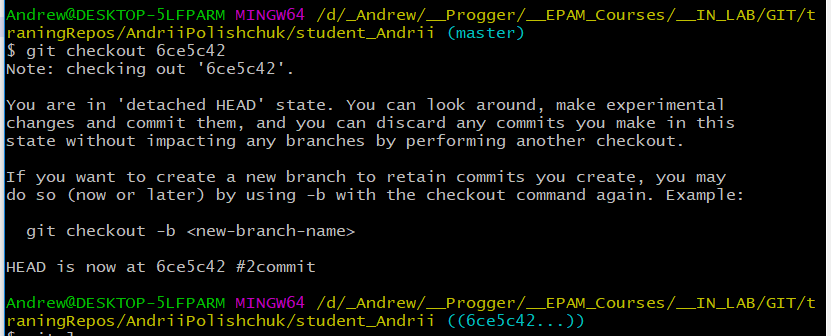 Andrew@DESKTOP-5LFPARM MINGW64 /d/_Andrew/__Progger/__EPAM_Courses/__IN_LAB/GIT/t
raningRepos/AndriiPolishchuk/student_Andrii (master)
$ git checkout 6ce5c42
Note: checking out '6ce5c42'.

You are in 'detached HEAD' state. You can look around, make experimental
changes and commit them, and you can discard any commits you make in this
state without impacting any branches by performing another checkout.

If you want to create a new branch to retain commits you create, you may
do so (now or later) by using -b with the checkout command again. Example:

  git checkout -b <new-branch-name>

HEAD is now at 6ce5c42 #2commit

Andrew@DESKTOP-5LFPARM MINGW64 /d/_Andrew/__Progger/__EPAM_Courses/__IN_LAB/GIT/t
raningRepos/AndriiPolishchuk/student_Andrii ((6ce5c42...))